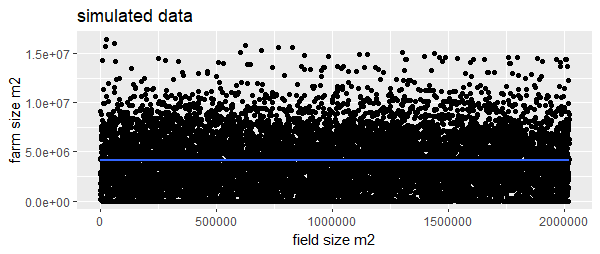 simulated data
farm size m2
1.5e+07
1.0e+07
5.0e+06
0.0e+00
0
500000
1000000
1500000
2000000
field size m2